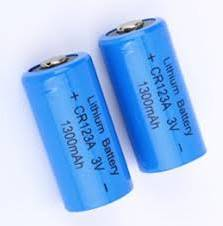 Lithium Battery
+ CR123A 3V -
1300mAh
Lithium Battery
+ CR123A 3V -
1300mAh